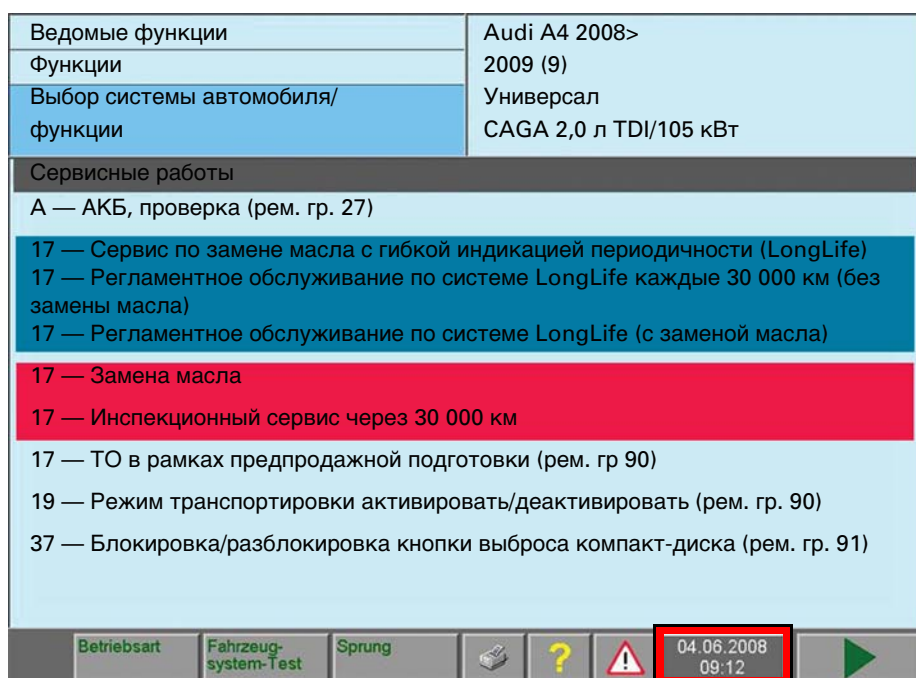 Ведомые функции
Audi A4 2008>
Функции
2009 (9)
Выбор системы автомобиля/
Универсал
функции
CAGA 2,0 л TDI/105 кВт
Сервисные работы
А — АКБ, проверка (рем. гр. 27)
17 — Сервис по замене масла с гибкой индикацией периодичности (LongLife)
17 — Регламентное обслуживание по системе LongLife каждые 30 000 км (без
замены масла)
17 — Регламентное обслуживание по системе LongLife (с заменой масла)
17 — Замена масла
17 — Инспекционный сервис через 30 000 км
17 — ТО в рамках предпродажной подготовки (рем. гр 90)
19 — Режим транспортировки активировать/деактивировать (рем. гр. 90)
37 — Блокировка/разблокировка кнопки выброса компакт-диска (рем. гр. 91)
Betriebsart
Fahrzeug-
system-Test
Sprung
?
!
04.06.2008
09:12